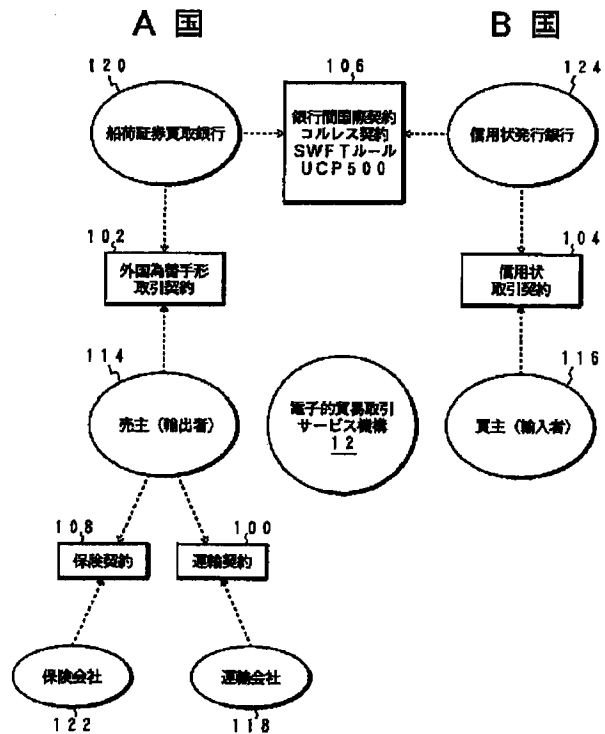 A 国
B 国
120
106
124
船荷証券買取銀行
銀行間国際契約
コルレス契約
SWFTルール
UCP500
信用状発行銀行
102
104
外国為替手形
取引契約
信用状
取引契約
114
116
売主(輸出者)
電子的貿易取引
サービス機構
12
買主(輸入者)
108
100
保険契約
運輸契約
保険会社
運輸会社
122
118